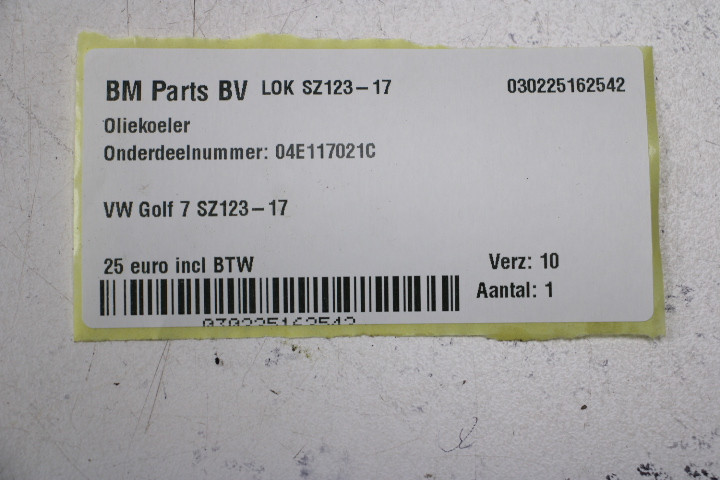 BM Parts BV LOK SZ123-17 030225162542
Oliekoeler
Onderdeelnummer: 04E117021C
VW Golf 7 SZ123-17
25 euro incl BTW Verz: 10
Aantal: 1
030225162542